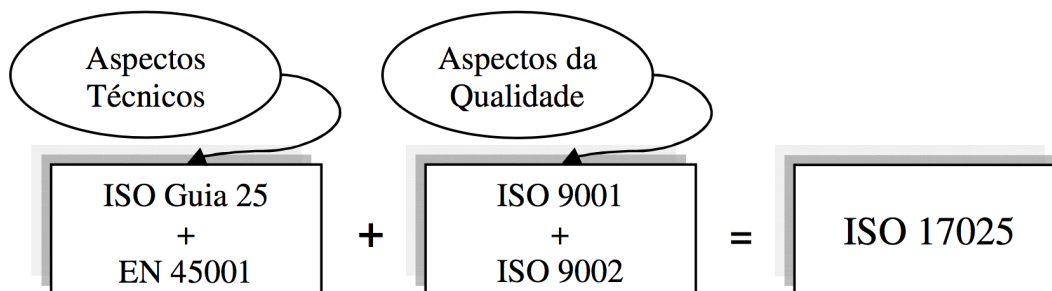 Aspectos
Técnicos
Aspectos da
Qualidade
ISO Guia 25
+
EN 45001
+
ISO 9001
+
ISO 9002
=
ISO 17025